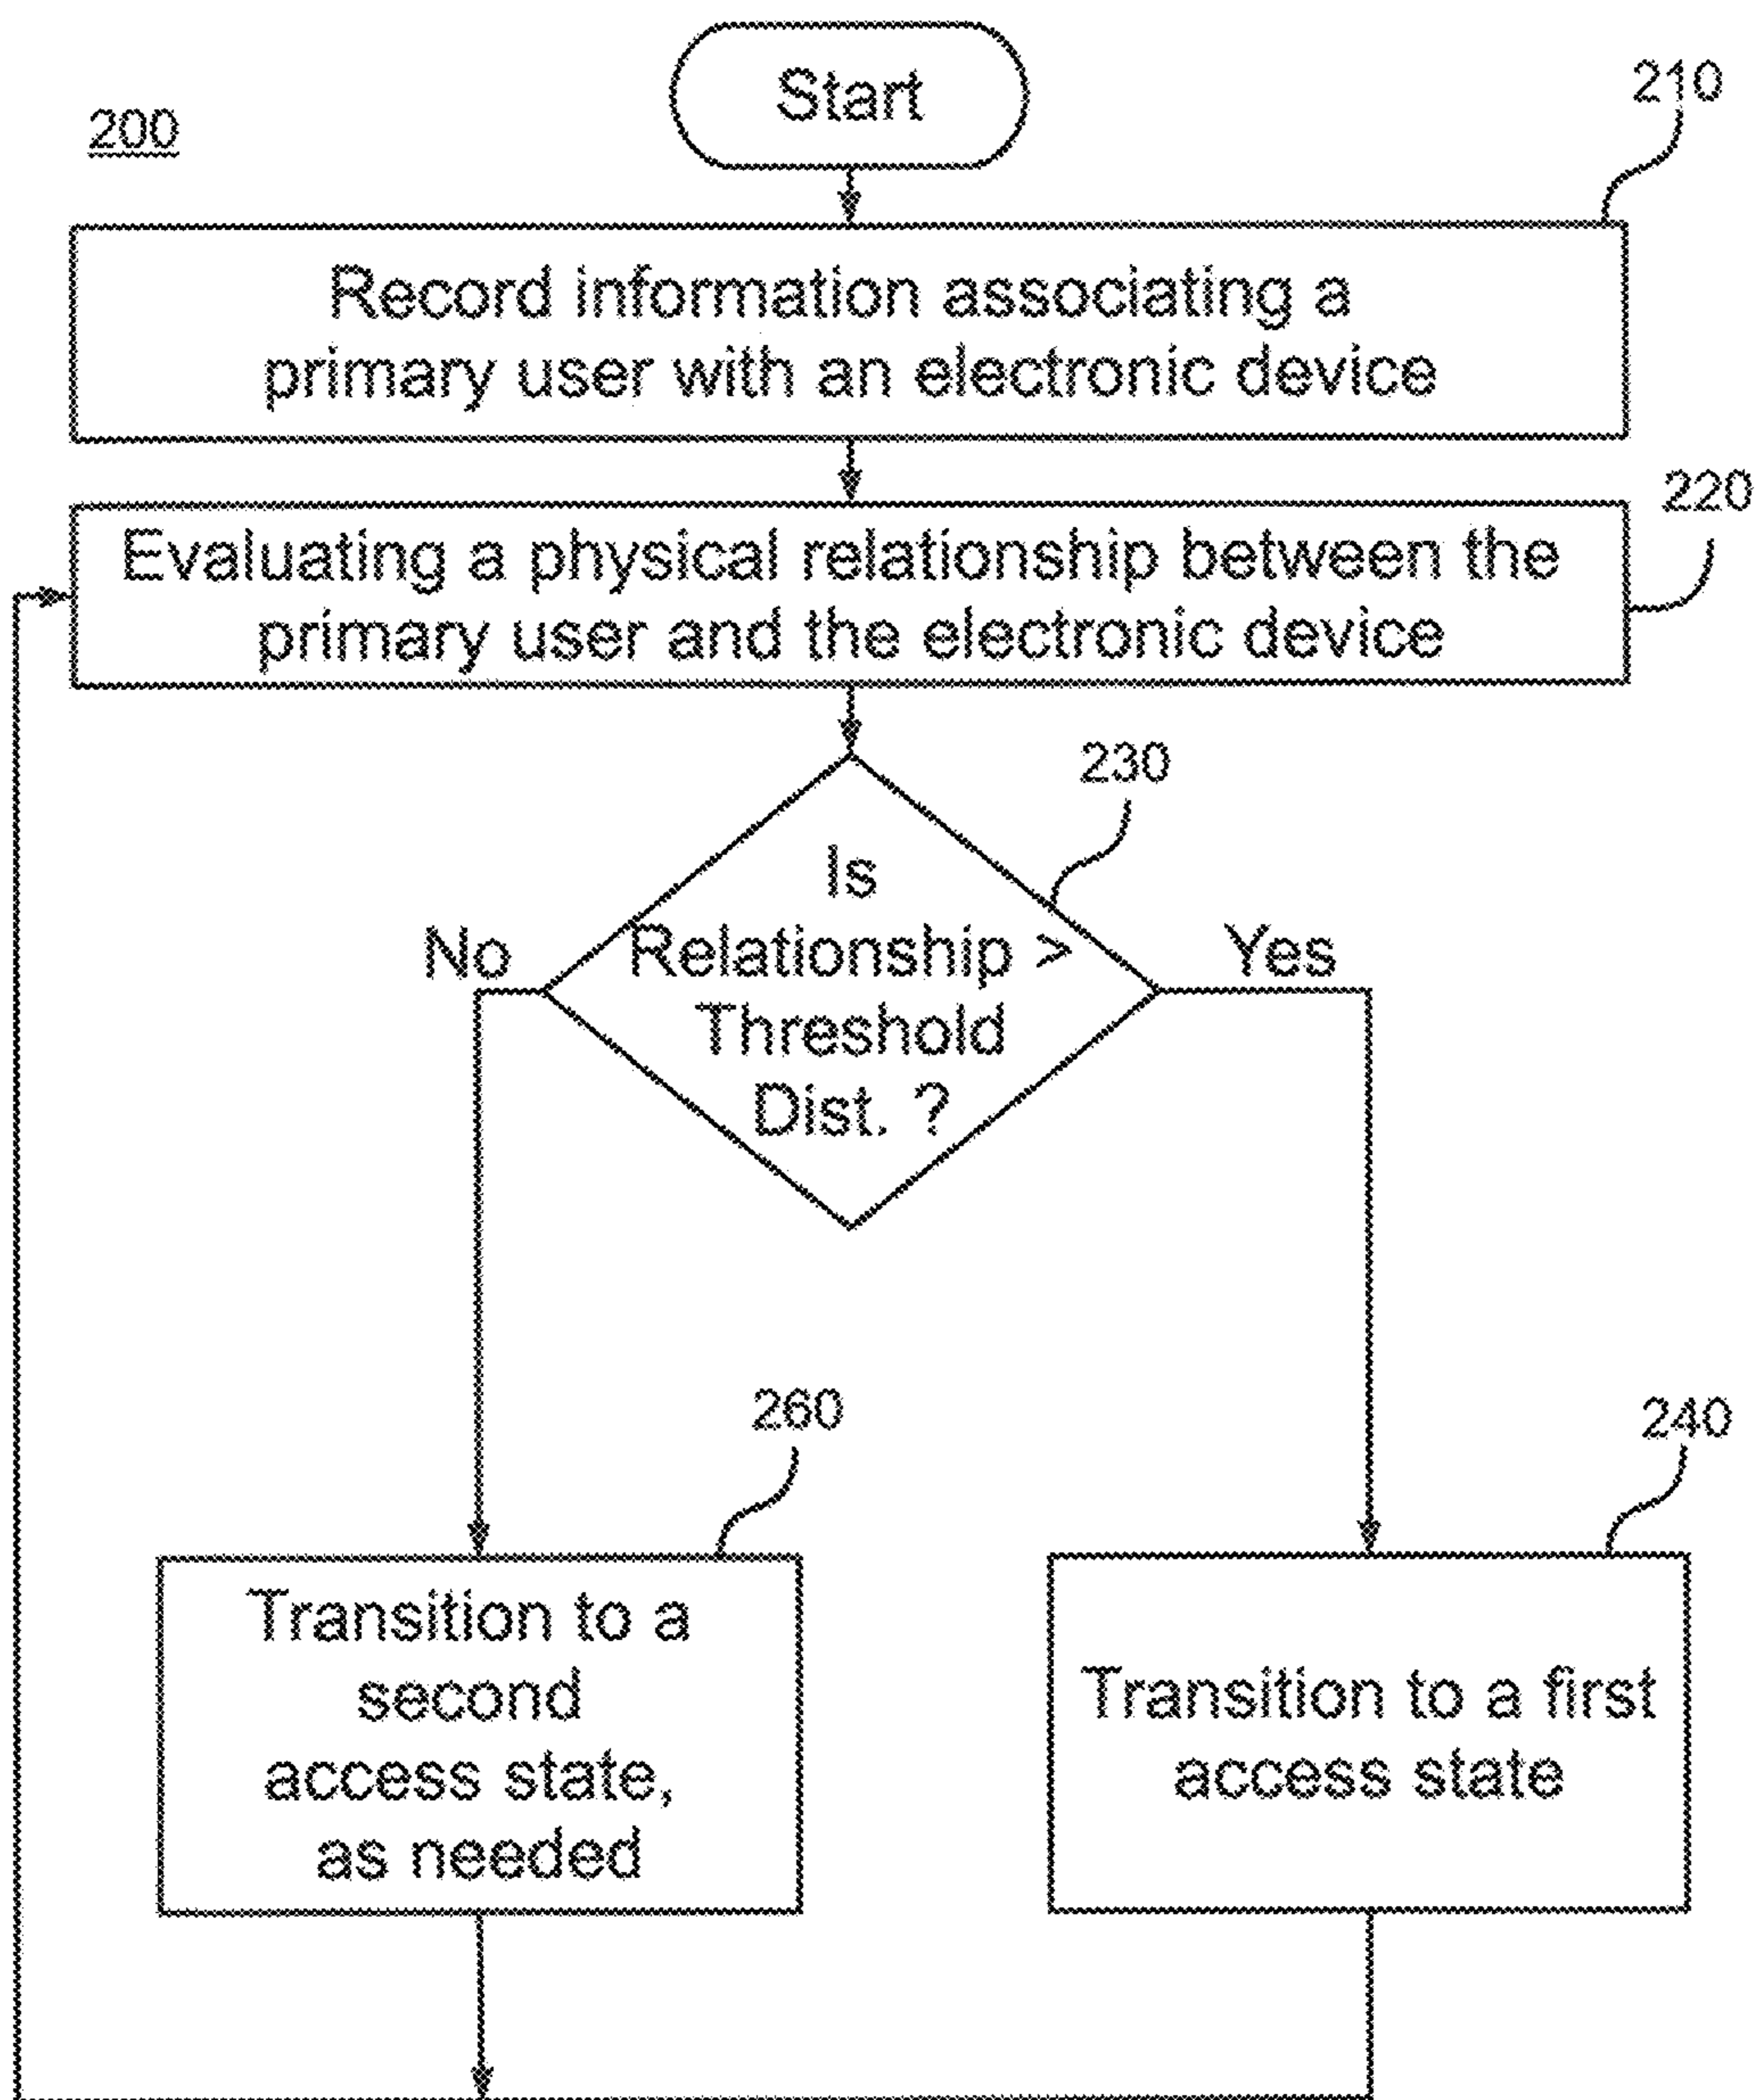 Start
200
210
Record information associating a
primary user with an electronic device
220
Evaluating a physical relationship between the
primary user and the electronic device
230
Is
Relationship >
Threshold
Dist. ?
No
Yes
260
Transition to a
second
access state,
as needed
240
Transition to a first
access state